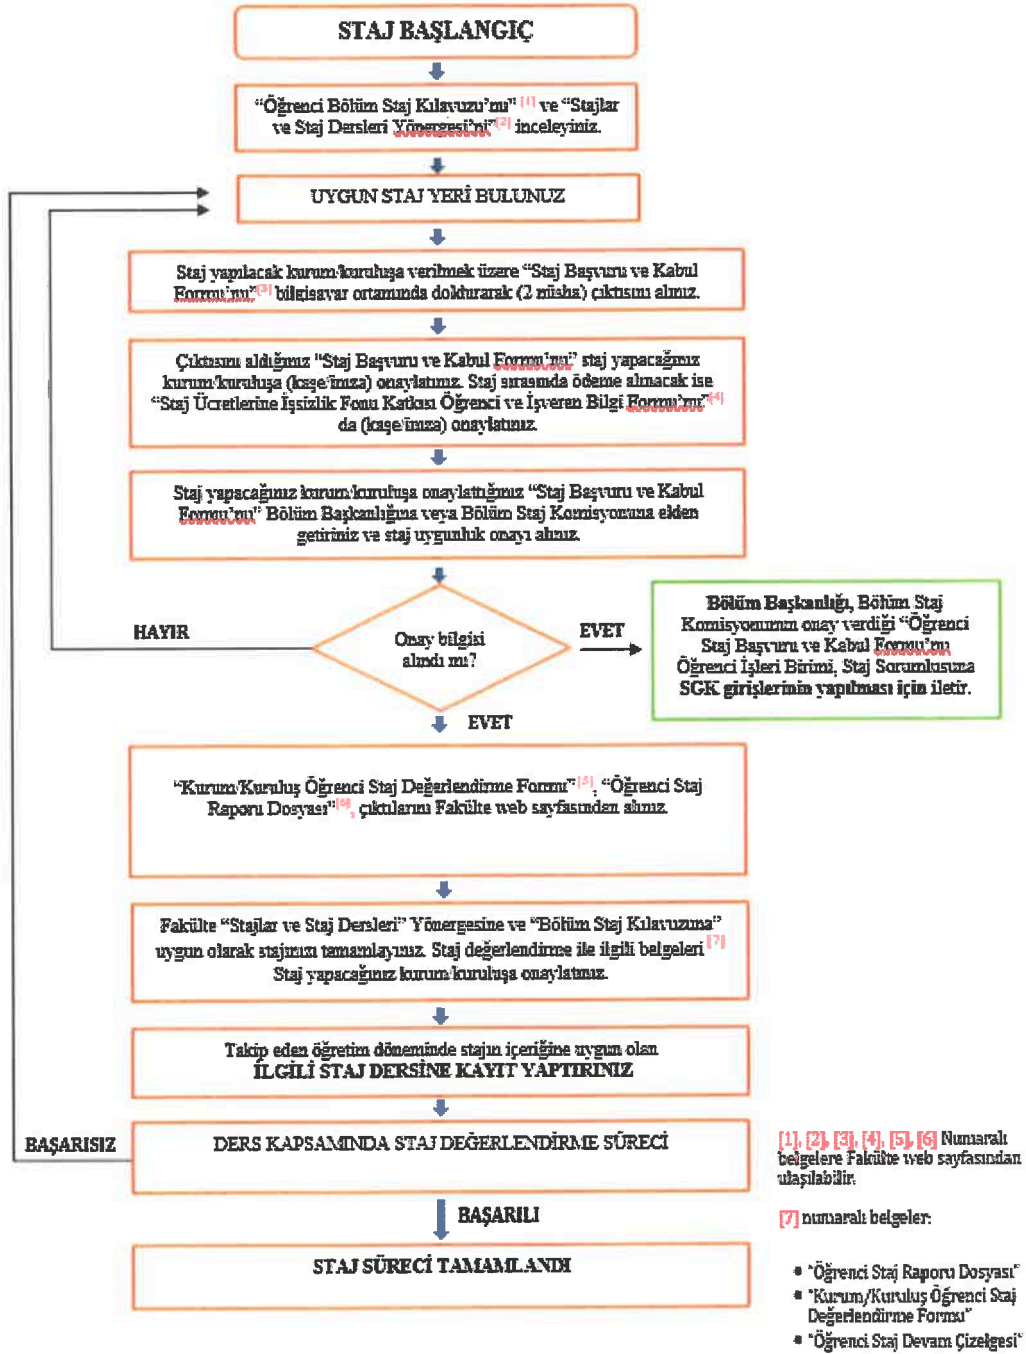 STAJ BAŞLANGIÇ
“Öğrenci Bölüm Staj Kılavuzu’nu” [1] ve “Stajlar
ve Staj Dersleri Yönergesi’ni” [2] inceleyiniz.
UYGUN STAJ YERİ BULUNUZ
Staj yapılacak kurum/kuruluşa verilmek üzere “Staj Başvuru ve Kabul
Formu’nu” [3] bilgisayar ortamında doldurarak (2 nüsha) çıktısını alınız.
Çıktısını aldığınız “Staj Başvuru ve Kabul Formu’nu” staj yapacağınız
kurum/kuruluşa (kaşe/imza) onaylatınız. Staj sırasında ödeme alınacak ise
“Staj Ücretlerine İşsizlik Fonu Katkısı Öğrenci ve İşveren Bilgi Formu’nu” [4]
da (kaşe/imza) onaylatınız.
Staj yapacağınız kurum/kuruluşa onaylattığınız “Staj Başvuru ve Kabul
Formu’nu” Bölüm Başkanlığına veya Bölüm Staj Komisyonuna elden
getiriniz ve staj uygunluk onayı alınız.
HAYIR
Onay bilgisi
alındı mı?
EVET
Bölüm Başkanlığı, Bölüm Staj
Komisyonunun onay verdiği “Öğrenci
Staj Başvuru ve Kabul Formu’nu
Öğrenci İşleri Birimi, Staj Sorumlusuna
SGK girişlerinin yapılması için iletir.
EVET
“Kurum/Kuruluş Öğrenci Staj Değerlendirme Formu” [5], “Öğrenci Staj
Raporu Dosyası” [6], çıktılarını Fakülte web sayfasından alınız.
Fakülte “Stajlar ve Staj Dersleri” Yönergesine ve “Bölüm Staj Kılavuzuna”
uygun olarak stajınızı tamamlayınız. Staj değerlendirme ile ilgili belgeleri [7]
Staj yapacağınız kurum/kuruluşa onaylatınız.
Takip eden öğretim döneminde stajın içeriğine uygun olan
İLGİLİ STAJ DERSİNE KAYIT YAPTIRINIZ
BAŞARISIZ
DERS KAPSAMINDA STAJ DEĞERLENDİRME SÜRECİ
BAŞARILI
STAJ SÜRECİ TAMAMLANDI
[1], [2], [3], [4], [5], [6] Numaralı
belgelere Fakülte web sayfasından
ulaşılabilir.
[7] numaralı belgeler:
• “Öğrenci Staj Raporu Dosyası”
• “Kurum/Kuruluş Öğrenci Staj
Değerlendirme Formu”
• “Öğrenci Staj Devam Çizelgesi”